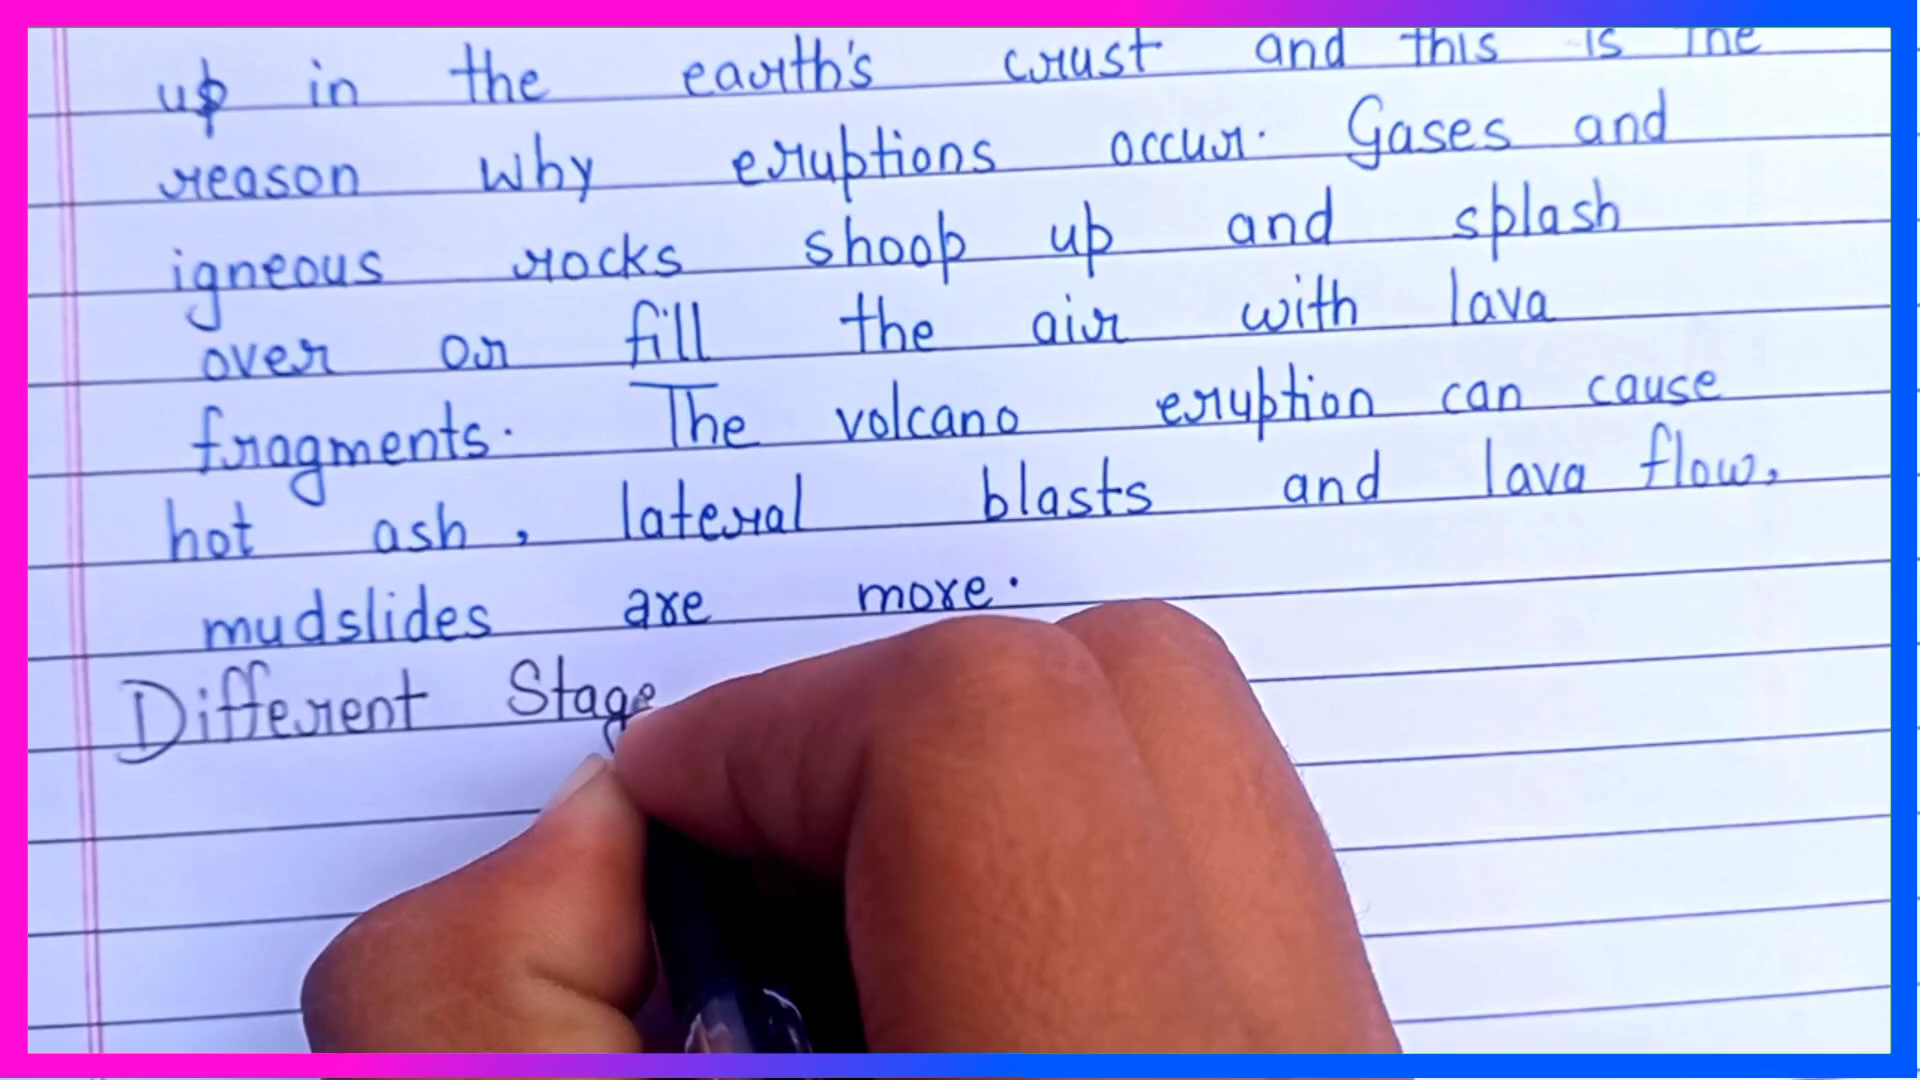 up in the earth's crust and this is the
reason why eruptions occur. Gases and
igneous rocks shoop up and splash
over or fill the air with lava
fragments. The volcano eruption can cause
hot ash, lateral blasts and lava flow,
mudslides are more.
Different Stage